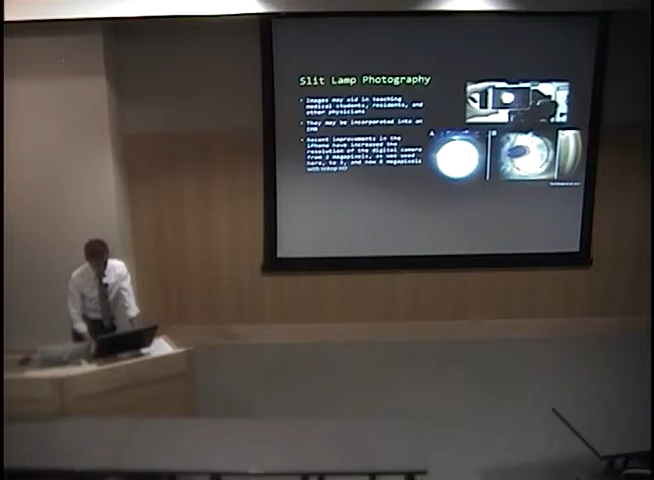 Slit Lamp Photography
• Images may aid in teaching
medical students, residents, and
other physicians
• They may be incorporated into an
EMR
• Recent improvements in the
iPhone have increased the
resolution of the digital camera
from 2 megapixels, as was used
here, to 5, and now 8 megapixels
A
B